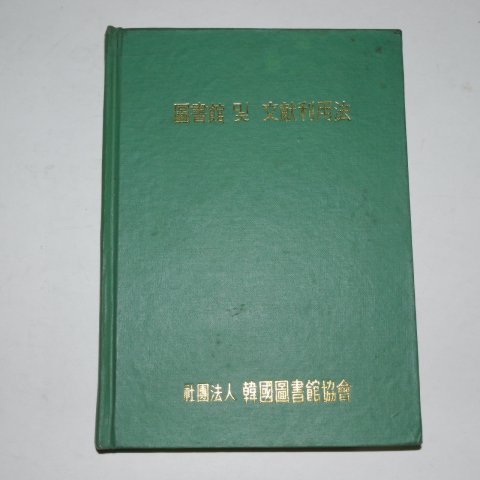 圖書館 및 文獻利用法
社團法人 韓國圖書館協會